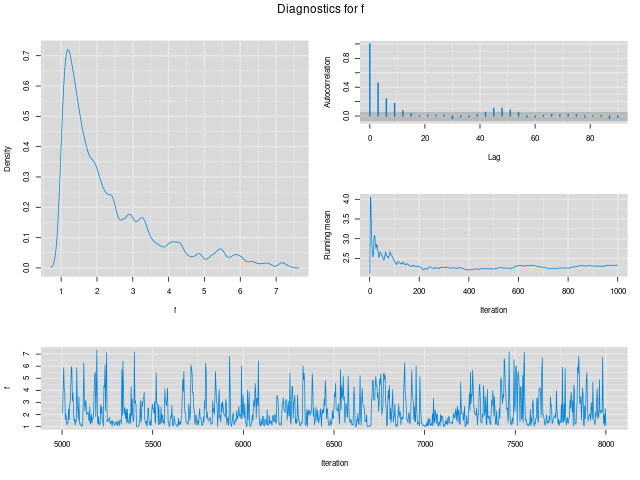 Diagnostics for f
Density
0.0 0.1 0.2 0.3 0.4 0.5 0.6 0.7
1 2 3 4 5 6 7
f
Autocorrelation
0.0 0.4 0.8
0 20 40 60 80
Lag
Running mean
2.5 3.0 3.5 4.0
0 200 400 600 800 1000
Iteration
f
1 2 3 4 5 6 7
5000 5500 6000 6500 7000 7500 8000
Iteration